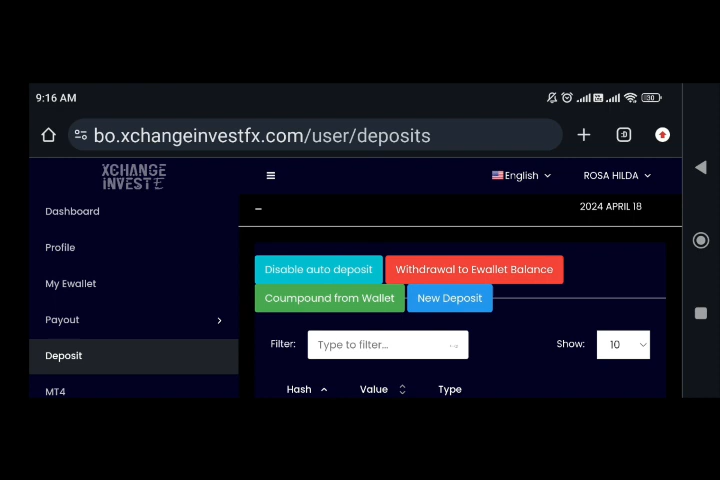 9:16 AM
30
bo.xchangeinvestfx.com/user/deposits
:D
XCHANGE
INVEST
English
ROSA HILDA
Dashboard
2024 APRIL 18
Profile
Disable auto deposit
Withdrawal to Ewallet Balance
My Ewallet
Coumpound from Wallet
New Deposit
Payout
Filter:
Type to filter...
Show:
10
Deposit
MT4
Hash
Value
Type